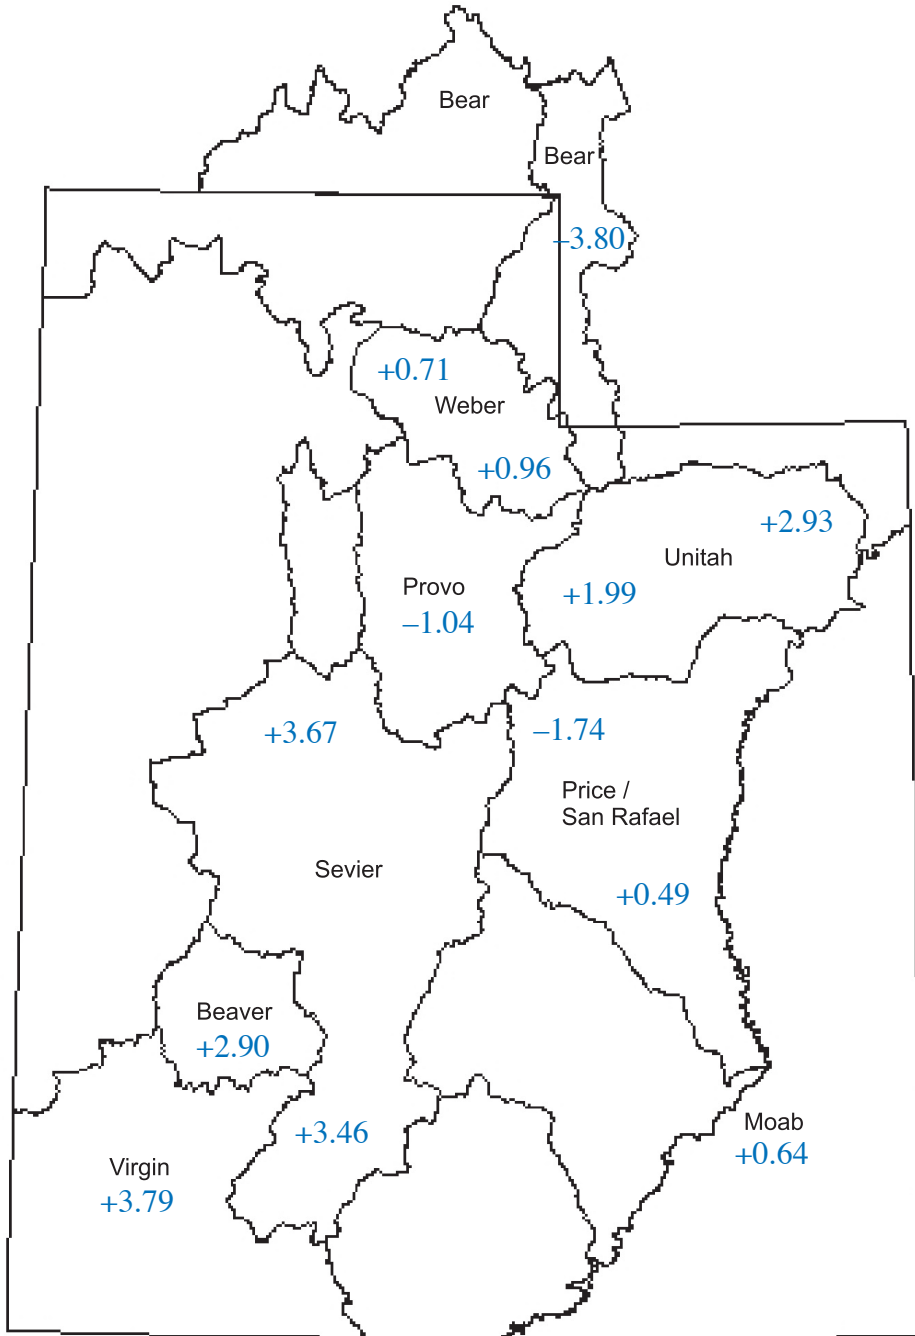 Bear
Bear
–3.80
+0.71
Weber
+0.96
+2.93
Unitah
+1.99
Provo
–1.04
+3.67
–1.74
Price /
San Rafael
Sevier
+0.49
Beaver
+2.90
Moab
+0.64
+3.46
Virgin
+3.79